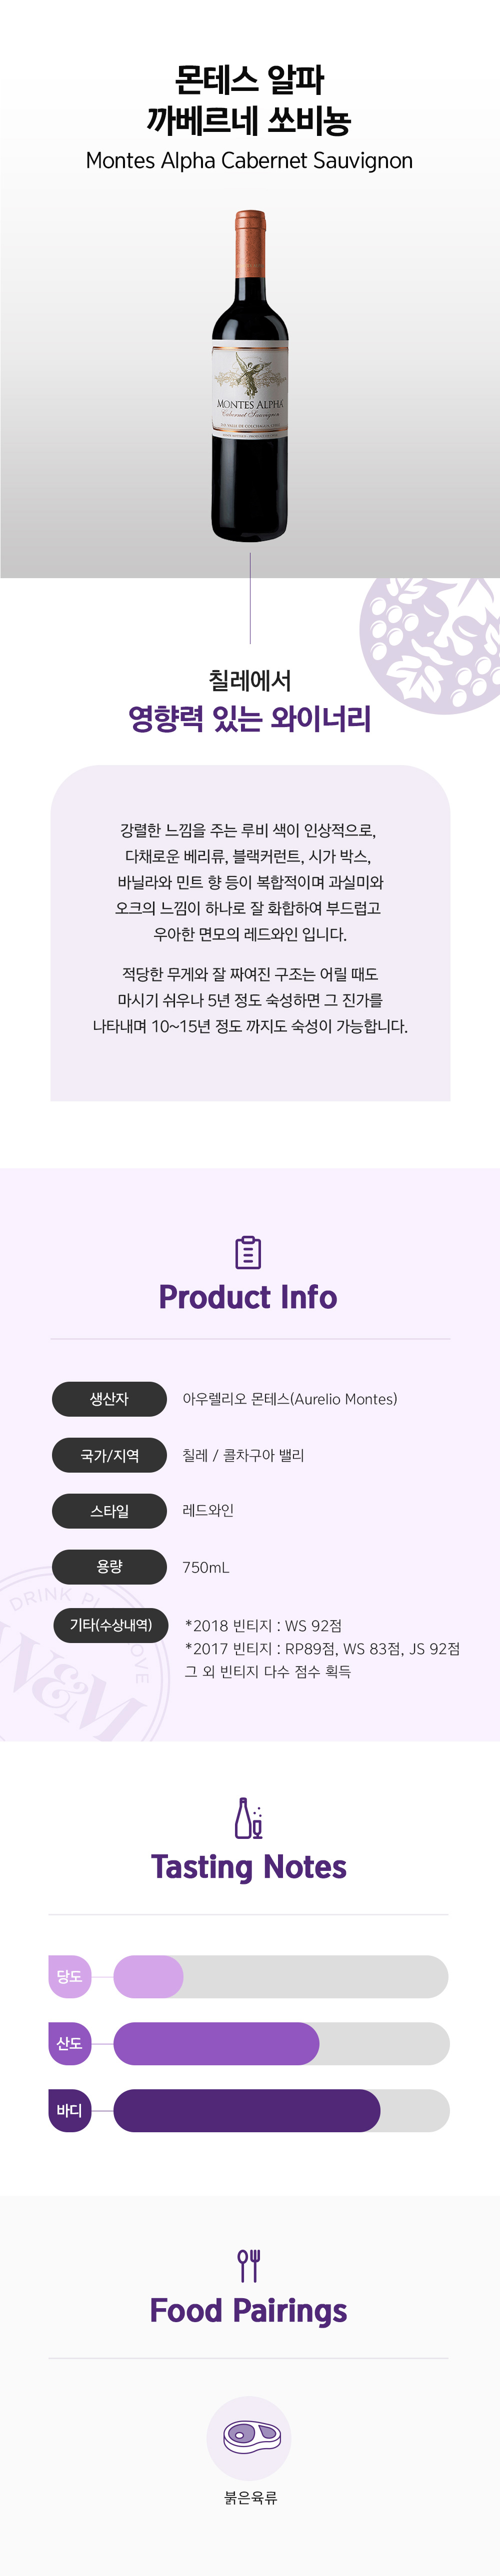 몬테스 알파
까베르네 쏘비뇽
Montes Alpha Cabernet Sauvignon
MONTES ALPHA
Cabernet Sauvignon
칠레에서
영향력 있는 와이너리
강렬한 느낌을 주는 루비 색이 인상적으로,
다채로운 베리류, 블랙커런트, 시가 박스,
바닐라와 민트 향 등이 복합적이며 과실미와
오크의 느낌이 하나로 잘 화합하여 부드럽고
우아한 면모의 레드와인 입니다.
적당한 무게와 잘 짜여진 구조는 어릴 때도
마시기 쉬우나 5년 정도 숙성하면 그 진가를
나타내며 10~15년 정도 까지도 숙성이 가능합니다.
Product Info
생산자 아우렐리오 몬테스(Aurelio Montes)
국가/지역 칠레 / 콜차구아 밸리
스타일 레드와인
용량 750mL
기타(수상내역) *2018 빈티지 : WS 92점
*2017 빈티지 : RP89점, WS 83점, JS 92점
그 외 빈티지 다수 점수 획득
DRINK
W&M
Tasting Notes
당도
산도
바디
Food Pairings
붉은육류